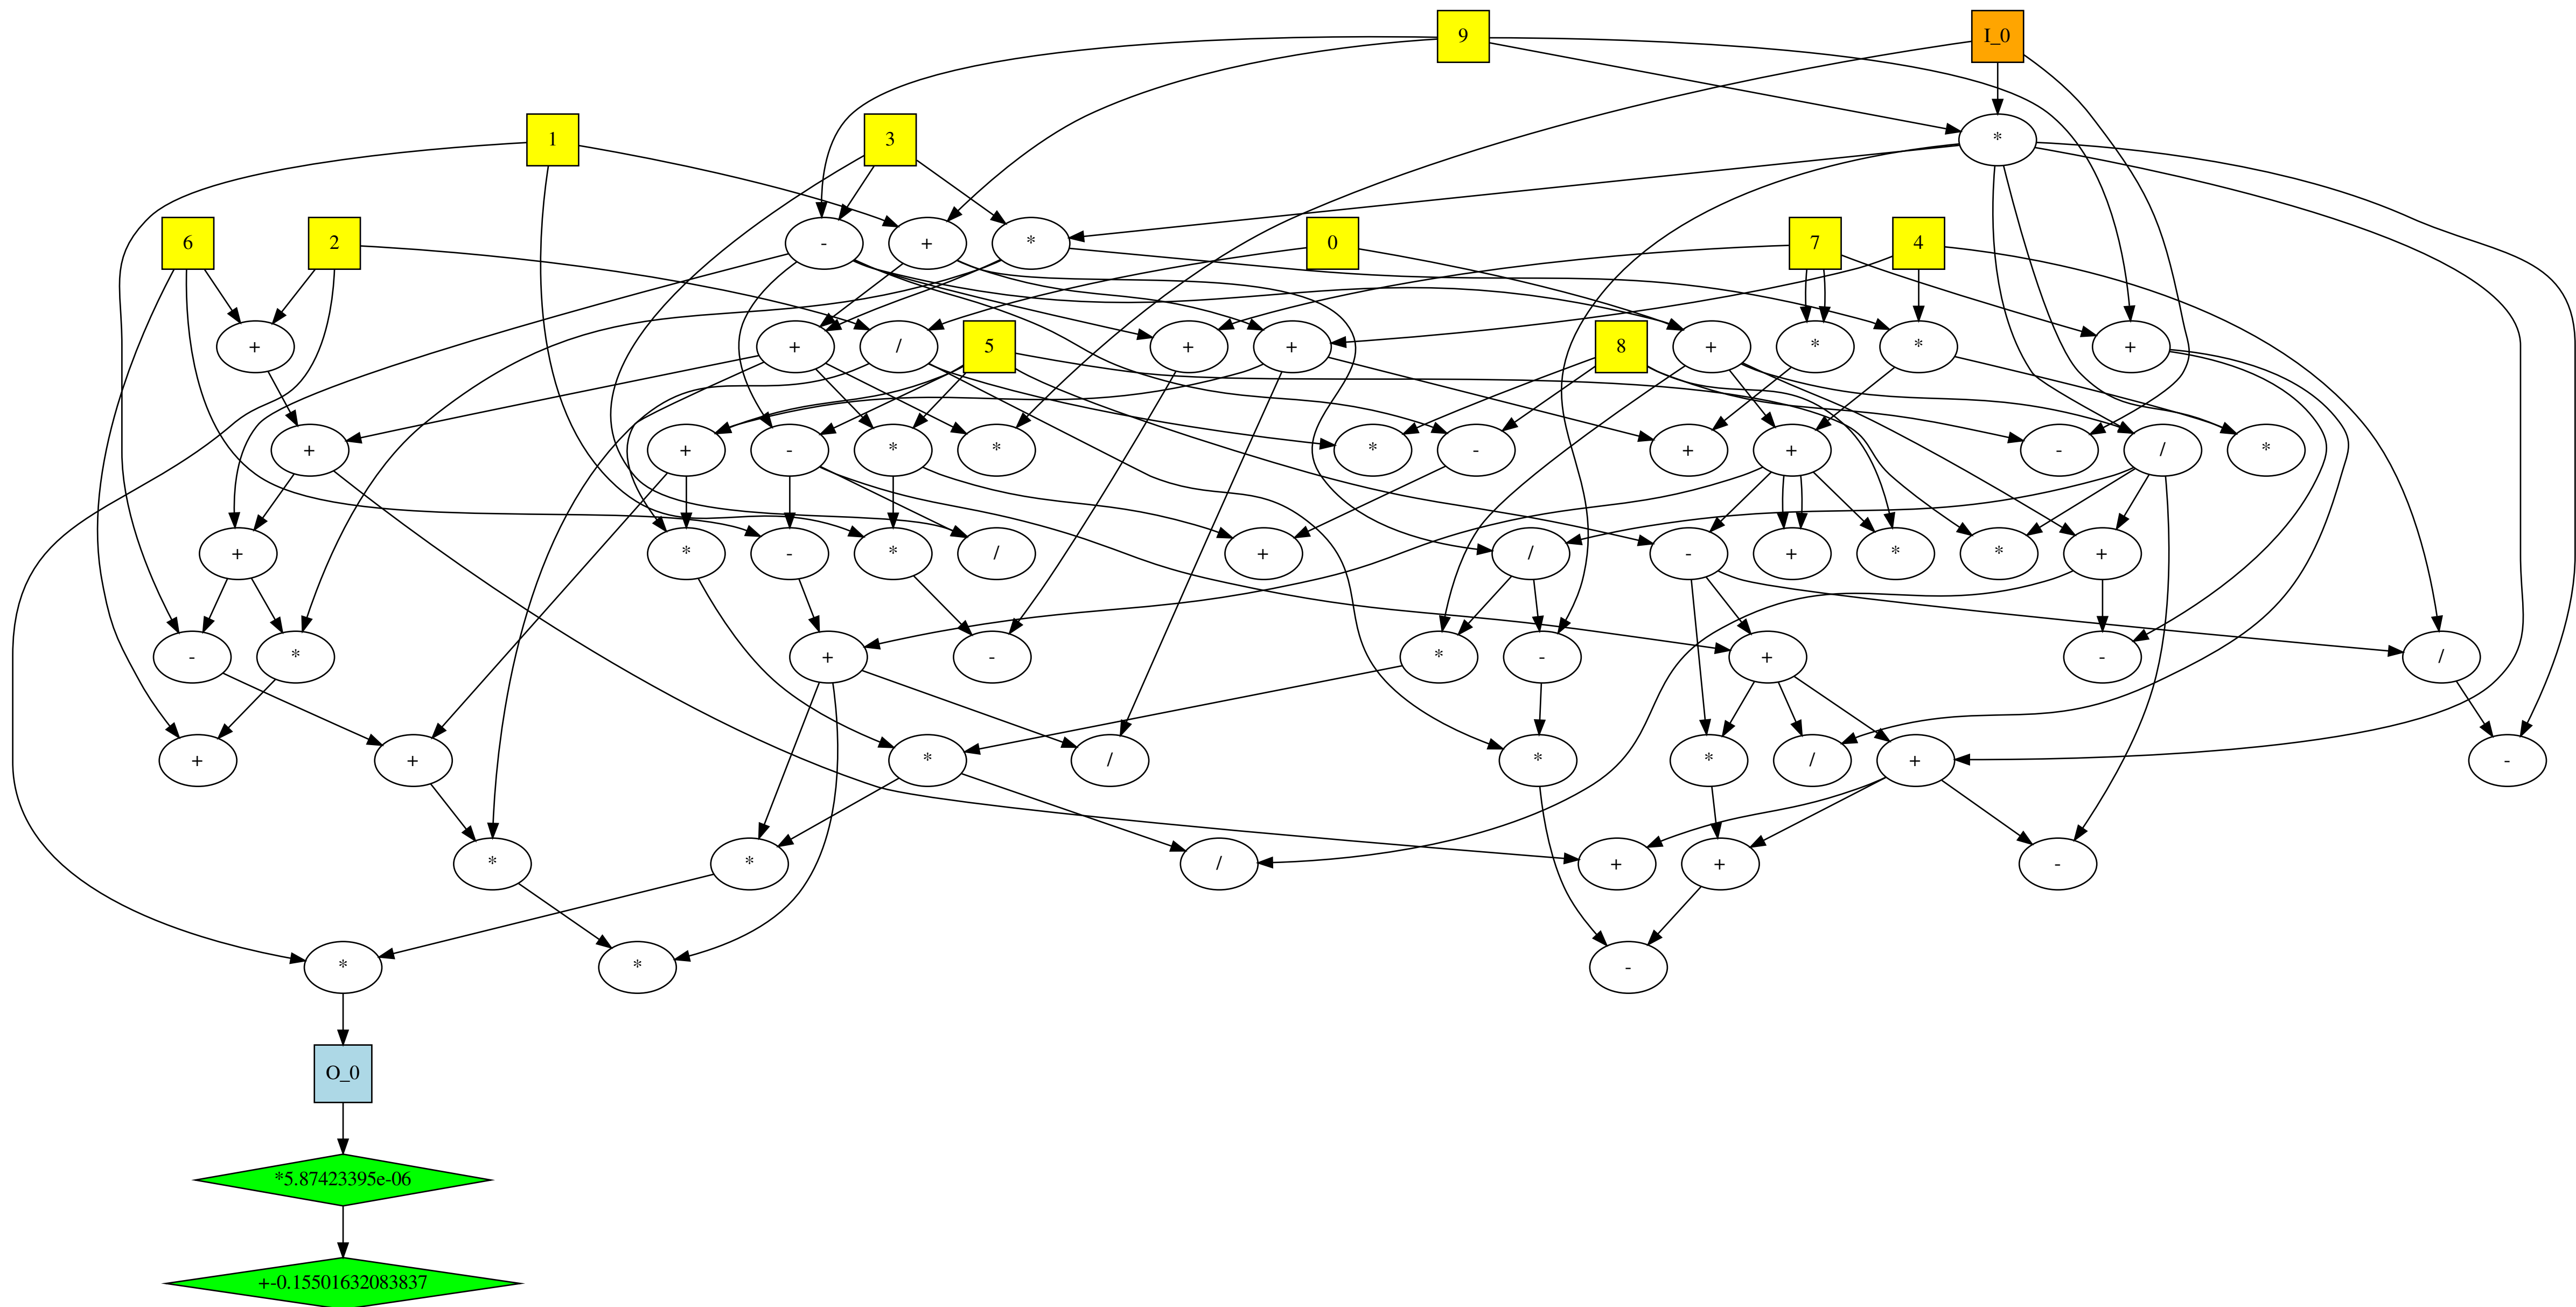 9 I_0
1 3 *
6 2 - + * 0 7 4
+ + / 5 + + 8 + * * +
+ + - * * * - + + - / *
+ * - * / + / - + * * +
- * + - * - + - /
+ + * / * * / + -
* * / + + -
* * -
O_0
*5.87423395e-06
+-0.15501632083837